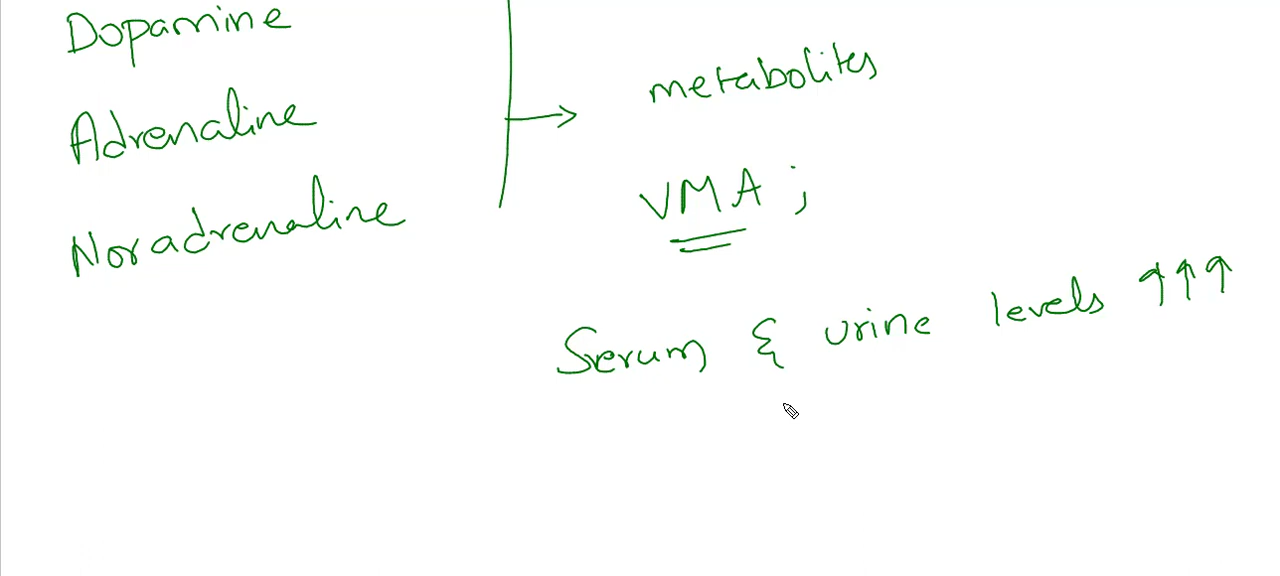 Dopamine
metabolites
Adrenaline
VMA ;
Noradrenaline
Serum & urine levels ↑↑↑